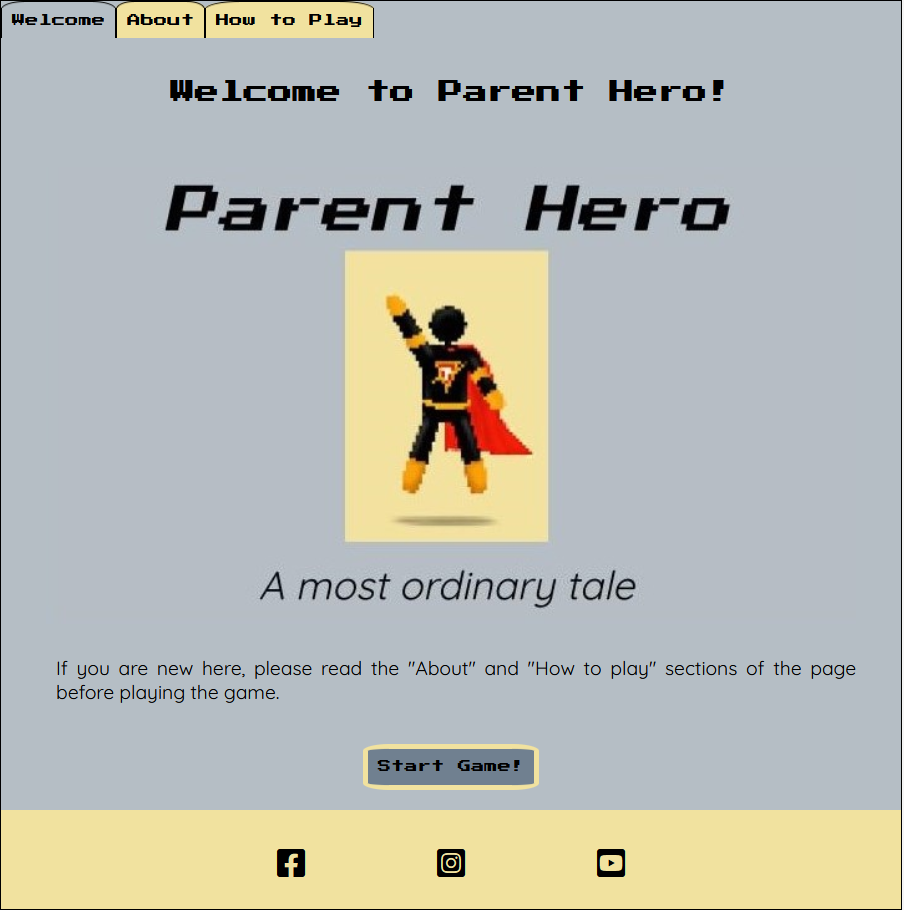 Welcome About How to Play
Welcome to Parent Hero!
Parent Hero
T
A most ordinary tale
If you are new here, please read the "About" and "How to play" sections of the page
before playing the game.
Start Game!